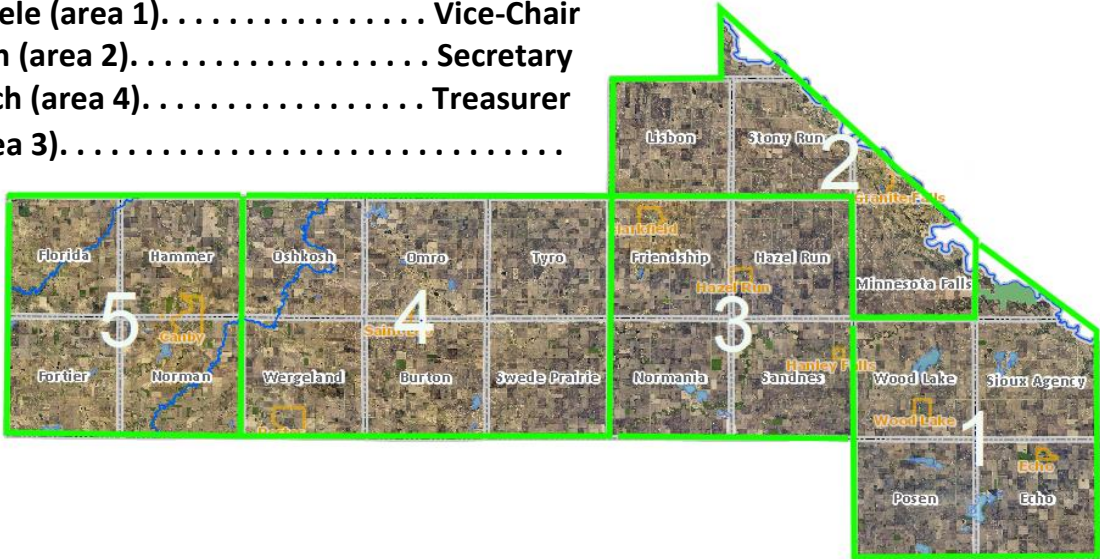 ele (area 1). . . . . . . . . . . . . . . . Vice-Chair
(area 2). . . . . . . . . . . . . . . . . . Secretary
ch (area 4). . . . . . . . . . . . . . . . . Treasurer
ea 3). . . . . . . . . . . . . . . . . . . . . . . . . . . . . .
Lisbon Stony Run
2
Granite Falls
Clarkfield
Florida Hammer Oshkosh Omro Tyro Friendship Hazel Run
Minnesota Falls
Hazel Run
5 4 3
Canby
Hanley Falls
Fortier Norman Wergeland Burton Swede Prairie Normania Sandnes Wood Lake Sioux Agency
Wood Lake
1
Echo
Posen Echo